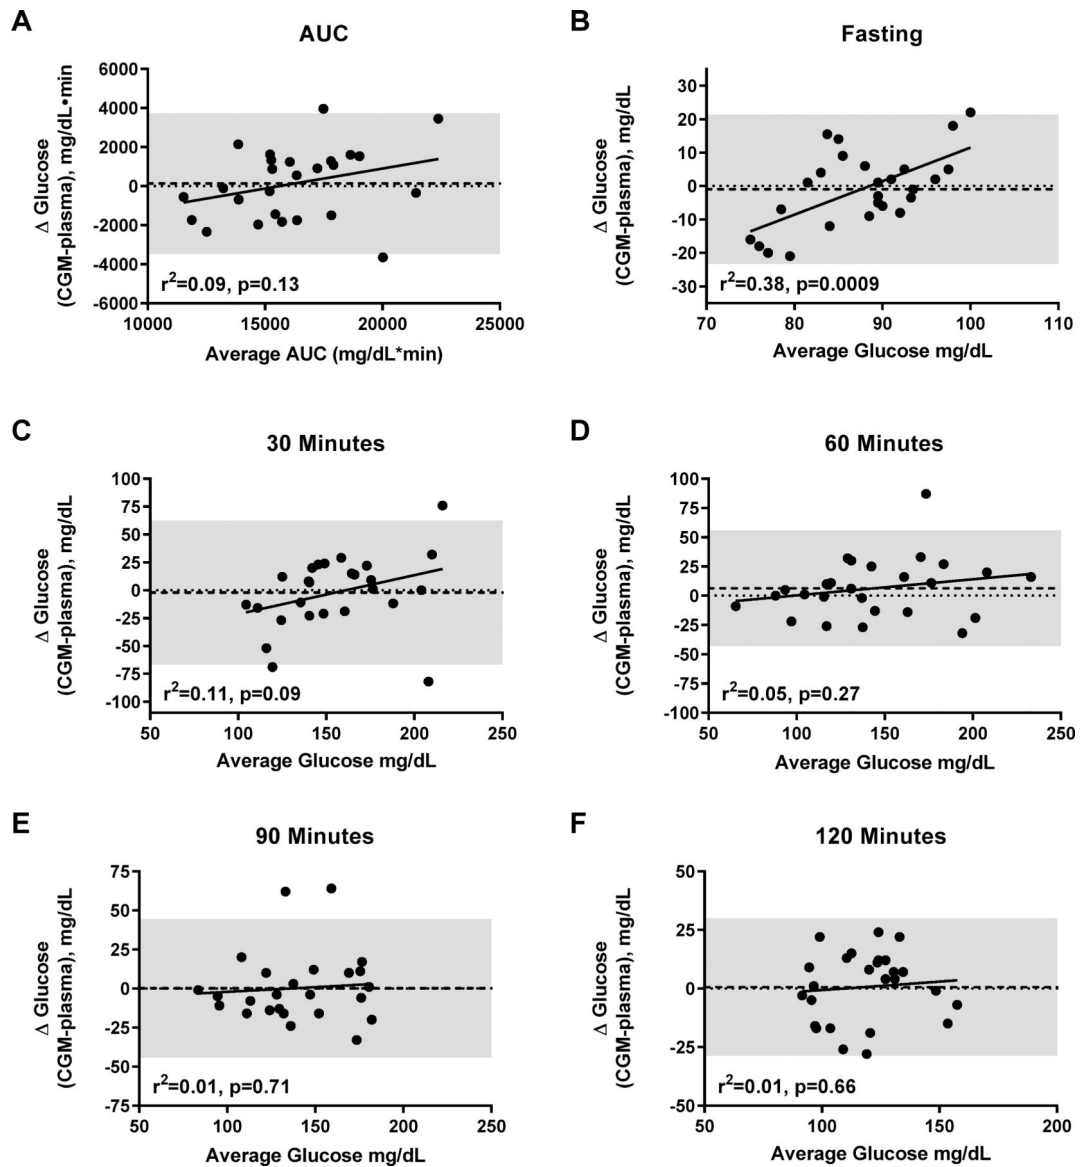 A
AUC
Δ Glucose
(CGM-plasma), mg/dL•min
6000
4000
2000
0
-2000
-4000
-6000
r²=0.09, p=0.13
10000
15000
20000
25000
Average AUC (mg/dL*min)
B
Fasting
Δ Glucose
(CGM-plasma), mg/dL
30
20
10
0
-10
-20
-30
r²=0.38, p=0.0009
70
80
90
100
110
Average Glucose mg/dL
C
30 Minutes
Δ Glucose
(CGM-plasma), mg/dL
100
75
50
25
0
-25
-50
-75
-100
r²=0.11, p=0.09
50
100
150
200
250
Average Glucose mg/dL
D
60 Minutes
Δ Glucose
(CGM-plasma), mg/dL
100
75
50
25
0
-25
-50
-75
-100
r²=0.05, p=0.27
50
100
150
200
250
Average Glucose mg/dL
E
90 Minutes
Δ Glucose
(CGM-plasma), mg/dL
75
50
25
0
-25
-50
-75
r²=0.01, p=0.71
50
100
150
200
250
Average Glucose mg/dL
F
120 Minutes
Δ Glucose
(CGM-plasma), mg/dL
50
25
0
-25
-50
r²=0.01, p=0.66
50
100
150
200
Average Glucose mg/dL